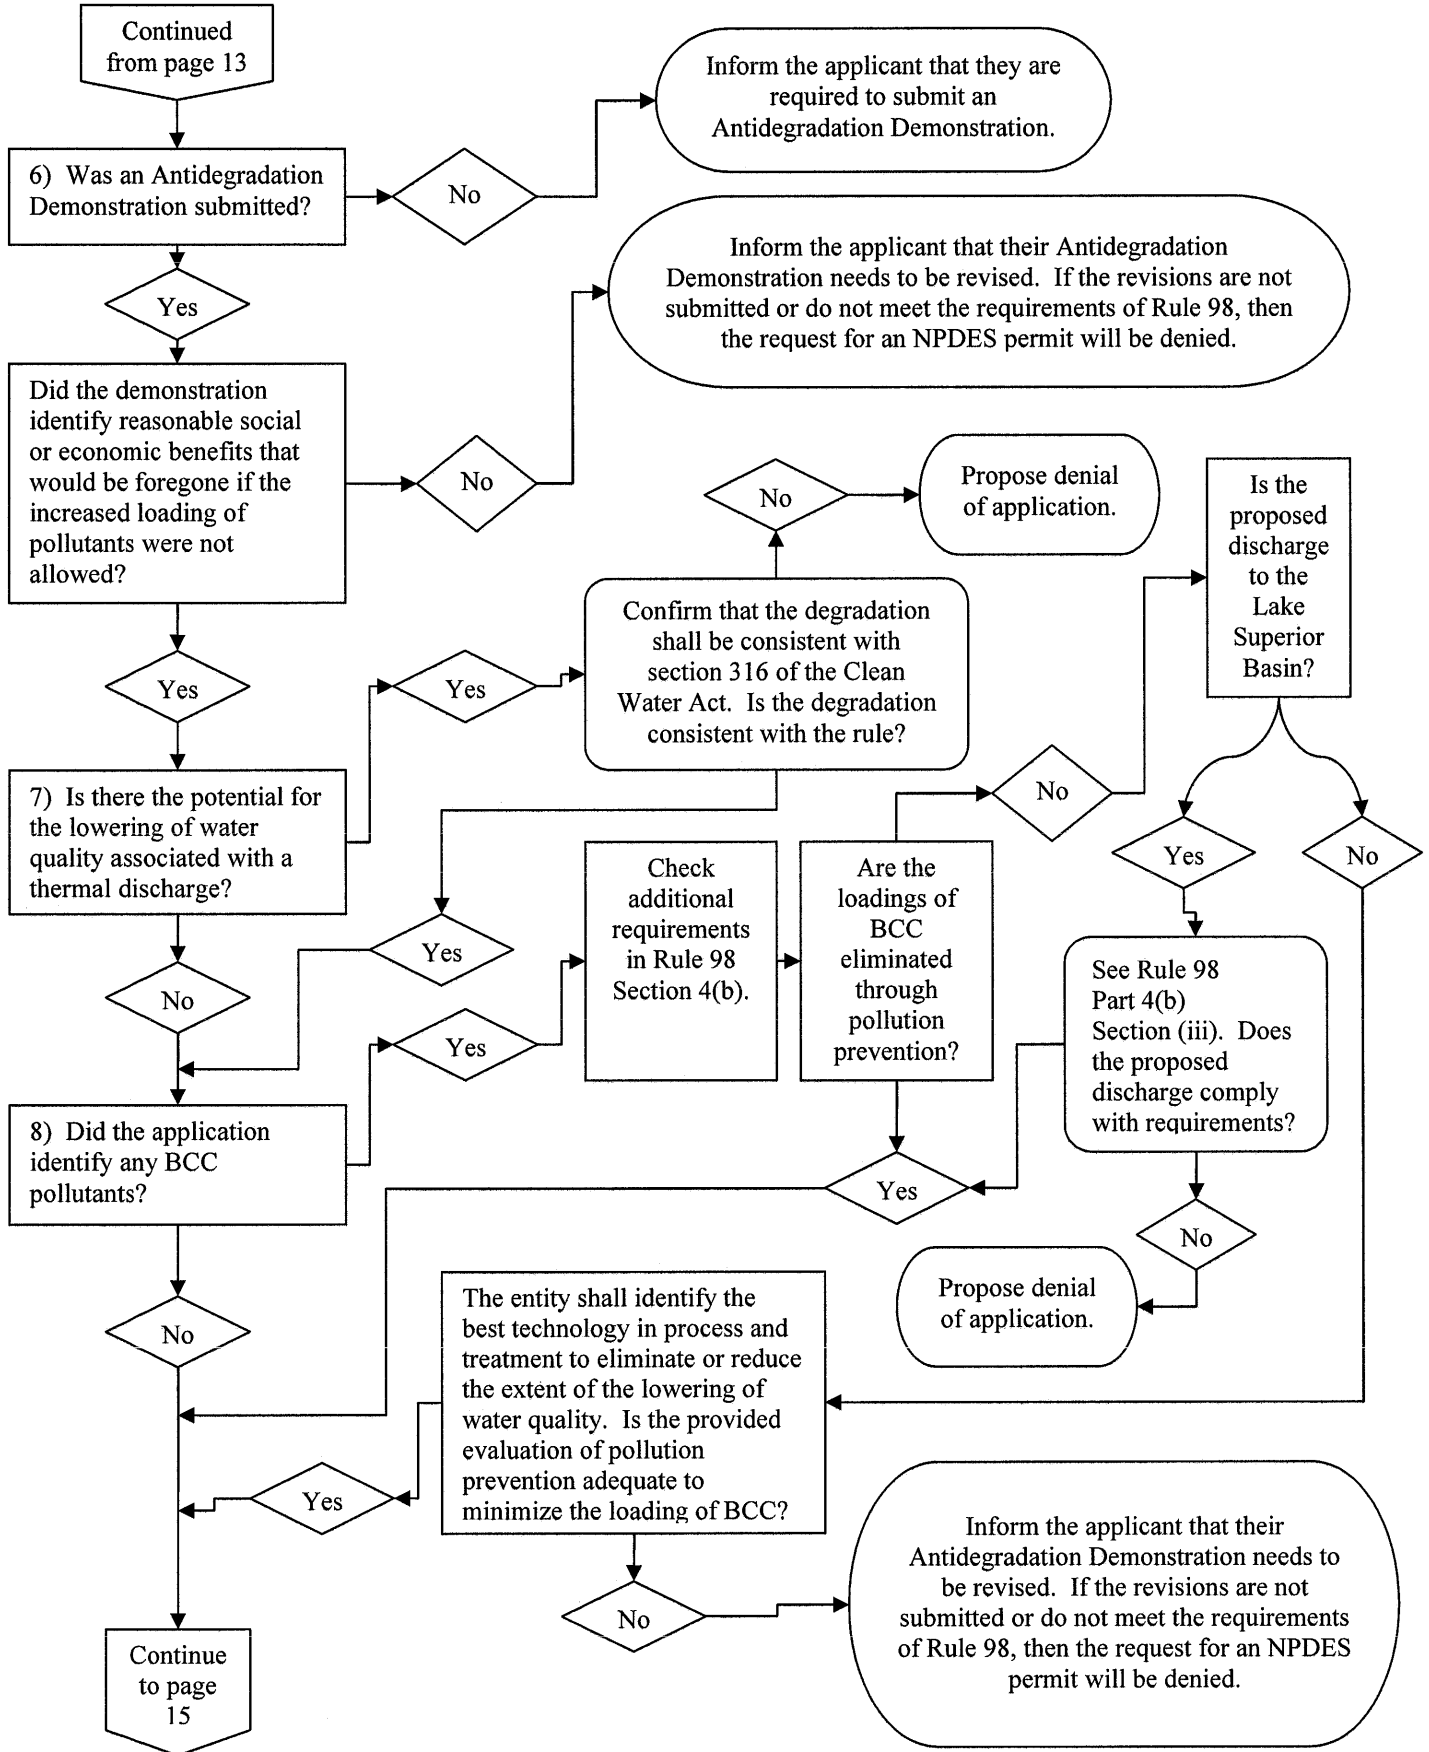 Continued
from page 13
Inform the applicant that they are
required to submit an
Antidegradation Demonstration.
6) Was an Antidegradation
Demonstration submitted?
No
Inform the applicant that their Antidegradation
Demonstration needs to be revised. If the revisions are not
submitted or do not meet the requirements of Rule 98, then
the request for an NPDES permit will be denied.
Yes
Did the demonstration
identify reasonable social
or economic benefits that
would be foregone if the
increased loading of
pollutants were not
allowed?
No
No
Propose denial
of application.
Is the
proposed
discharge
to the
Lake
Superior
Basin?
Yes
Yes
Confirm that the degradation
shall be consistent with
section 316 of the Clean
Water Act. Is the degradation
consistent with the rule?
7) Is there the potential for
the lowering of water
quality associated with a
thermal discharge?
No
Yes
No
Check
additional
requirements
in Rule 98
Section 4(b).
Are the
loadings of
BCC
eliminated
through
pollution
prevention?
Yes
No
Yes
See Rule 98
Part 4(b)
Section (iii). Does
the proposed
discharge comply
with requirements?
8) Did the application
identify any BCC
pollutants?
Yes
Yes
No
No
Propose denial
of application.
The entity shall identify the
best technology in process and
treatment to eliminate or reduce
the extent of the lowering of
water quality. Is the provided
evaluation of pollution
prevention adequate to
minimize the loading of BCC?
Yes
No
Inform the applicant that their
Antidegradation Demonstration needs to
be revised. If the revisions are not
submitted or do not meet the requirements
of Rule 98, then the request for an NPDES
permit will be denied.
Continue
to page
15